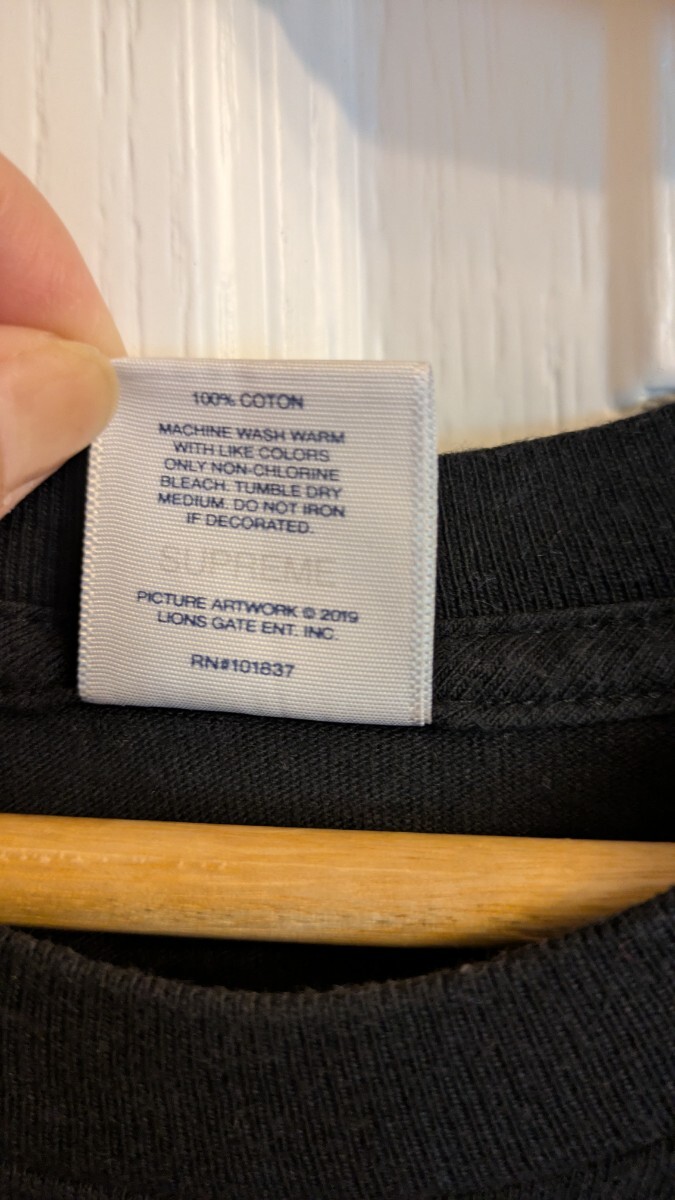 100% COTON
MACHINE WASH WARM
WITH LIKE COLORS
ONLY NON-CHLORINE
BLEACH. TUMBLE DRY
MEDIUM. DO NOT IRON
IF DECORATED.
SUPREME
PICTURE ARTWORK © 2019
LIONS GATE ENT. INC.
RN#101837